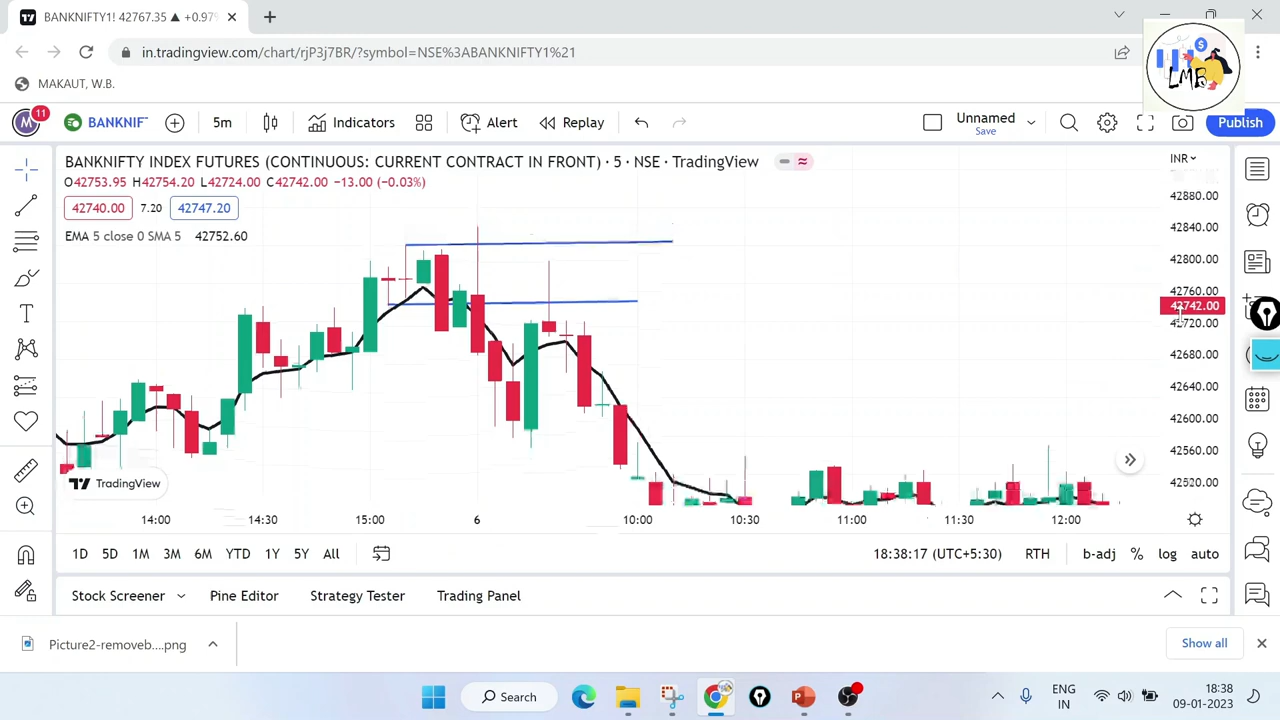 BANKNIFTY1! 42767.35 ▲ +0.97%
in.tradingview.com/chart/rjP3j7BR/?symbol=NSE%3ABANKNIFTY1%21
MAKAUT, W.B.
LMB
M 11
BANKNIF
5m
Indicators
Alert
Replay
Unnamed
Save
Publish
BANKNIFTY INDEX FUTURES (CONTINUOUS: CURRENT CONTRACT IN FRONT) · 5 · NSE · TradingView
INR
O42753.95 H42754.20 L42724.00 C42742.00 −13.00 (−0.03%)
42740.00 7.20 42747.20
EMA 5 close 0 SMA 5 42752.60
42880.00
42840.00
42800.00
42760.00
42742.00
42720.00
42680.00
42640.00
42600.00
42560.00
42520.00
TradingView
14:00 14:30 15:00 6 10:00 10:30 11:00 11:30 12:00
1D 5D 1M 3M 6M YTD 1Y 5Y All
18:38:17 (UTC+5:30) RTH B-adj % log auto
Stock Screener Pine Editor Strategy Tester Trading Panel
Picture2-removeb....png
Show all
Search
ENG
IN
18:38
09-01-2023